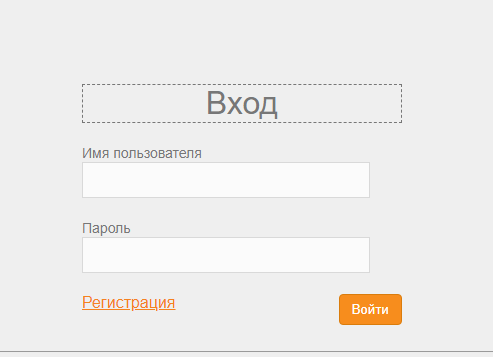 Вход
Имя пользователя
Пароль
Регистрация Войти